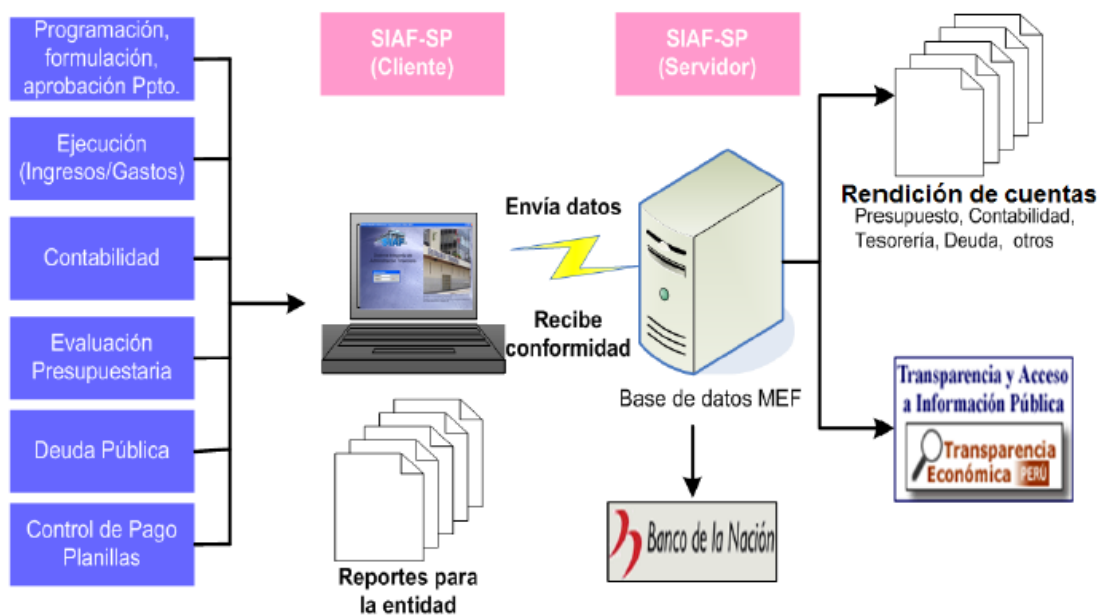 Programación,
formulación,
aprobación Ppto.
Ejecución
(Ingresos/Gastos)
Contabilidad
Evaluación
Presupuestaria
Deuda Pública
Control de Pago
Planillas
SIAF-SP
(Cliente)
SIAF
Reportes para
la entidad
Envía datos
Recibe
conformidad
SIAF-SP
(Servidor)
Base de datos MEF
Banco de la Nación
Rendición de cuentas
Presupuesto, Contabilidad,
Tesorería, Deuda, otros
Transparencia y Acceso
a Información Pública
Transparencia
Económica PERÚ